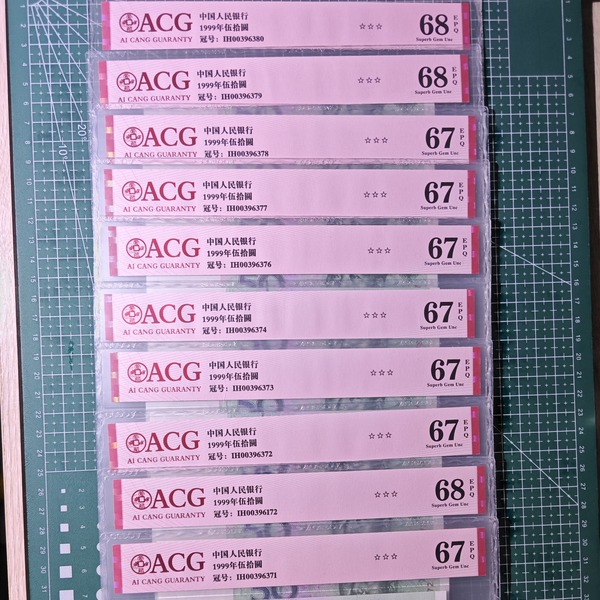 ACG 中国人民银行 ☆☆☆ 68 EPQ
AI CANG GUARANTY 1999年伍拾圆 Superb Gem Unc
冠号: IH00396380
ACG 中国人民银行 ☆☆☆ 68 EPQ
AI CANG GUARANTY 1999年伍拾圆 Superb Gem Unc
冠号: IH00396379
ACG 中国人民银行 ☆☆☆ 67 EPQ
AI CANG GUARANTY 1999年伍拾圆 Superb Gem Unc
冠号: IH00396378
ACG 中国人民银行 ☆☆☆ 67 EPQ
AI CANG GUARANTY 1999年伍拾圆 Superb Gem Unc
冠号: IH00396377
ACG 中国人民银行 ☆☆☆ 67 EPQ
AI CANG GUARANTY 1999年伍拾圆 Superb Gem Unc
冠号: IH00396376
ACG 中国人民银行 ☆☆☆ 67 EPQ
AI CANG GUARANTY 1999年伍拾圆 Superb Gem Unc
冠号: IH00396374
ACG 中国人民银行 ☆☆☆ 67 EPQ
AI CANG GUARANTY 1999年伍拾圆 Superb Gem Unc
冠号: IH00396373
ACG 中国人民银行 ☆☆☆ 67 EPQ
AI CANG GUARANTY 1999年伍拾圆 Superb Gem Unc
冠号: IH00396372
ACG 中国人民银行 ☆☆☆ 68 EPQ
AI CANG GUARANTY 1999年伍拾圆 Superb Gem Unc
冠号: IH00396172
ACG 中国人民银行 ☆☆☆ 67 EPQ
AI CANG GUARANTY 1999年伍拾圆 Superb Gem Unc
冠号: IH00396371